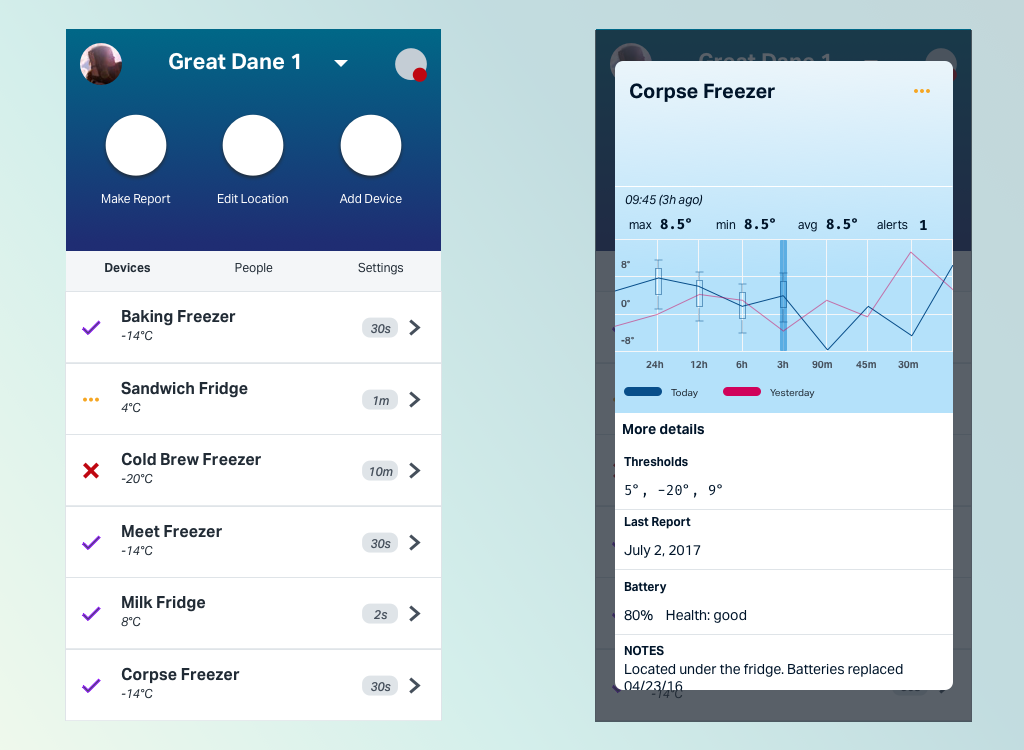 Great Dane 1
Make Report
Edit Location
Add Device
Devices
People
Settings
Baking Freezer
-14°C
30s
Sandwich Fridge
4°C
1m
Cold Brew Freezer
-20°C
10m
Meet Freezer
-14°C
30s
Milk Fridge
8°C
2s
Corpse Freezer
-14°C
30s
Great Dane 1
Corpse Freezer
09:45 (3h ago)
max 8.5° min 8.5° avg 8.5° alerts 1
8°
0°
-8°
24h 12h 6h 3h 90m 45m 30m
Today Yesterday
More details
Thresholds
5°, -20°, 9°
Last Report
July 2, 2017
Battery
80% Health: good
NOTES
Located under the fridge. Batteries replaced
04/23/16
-14°C